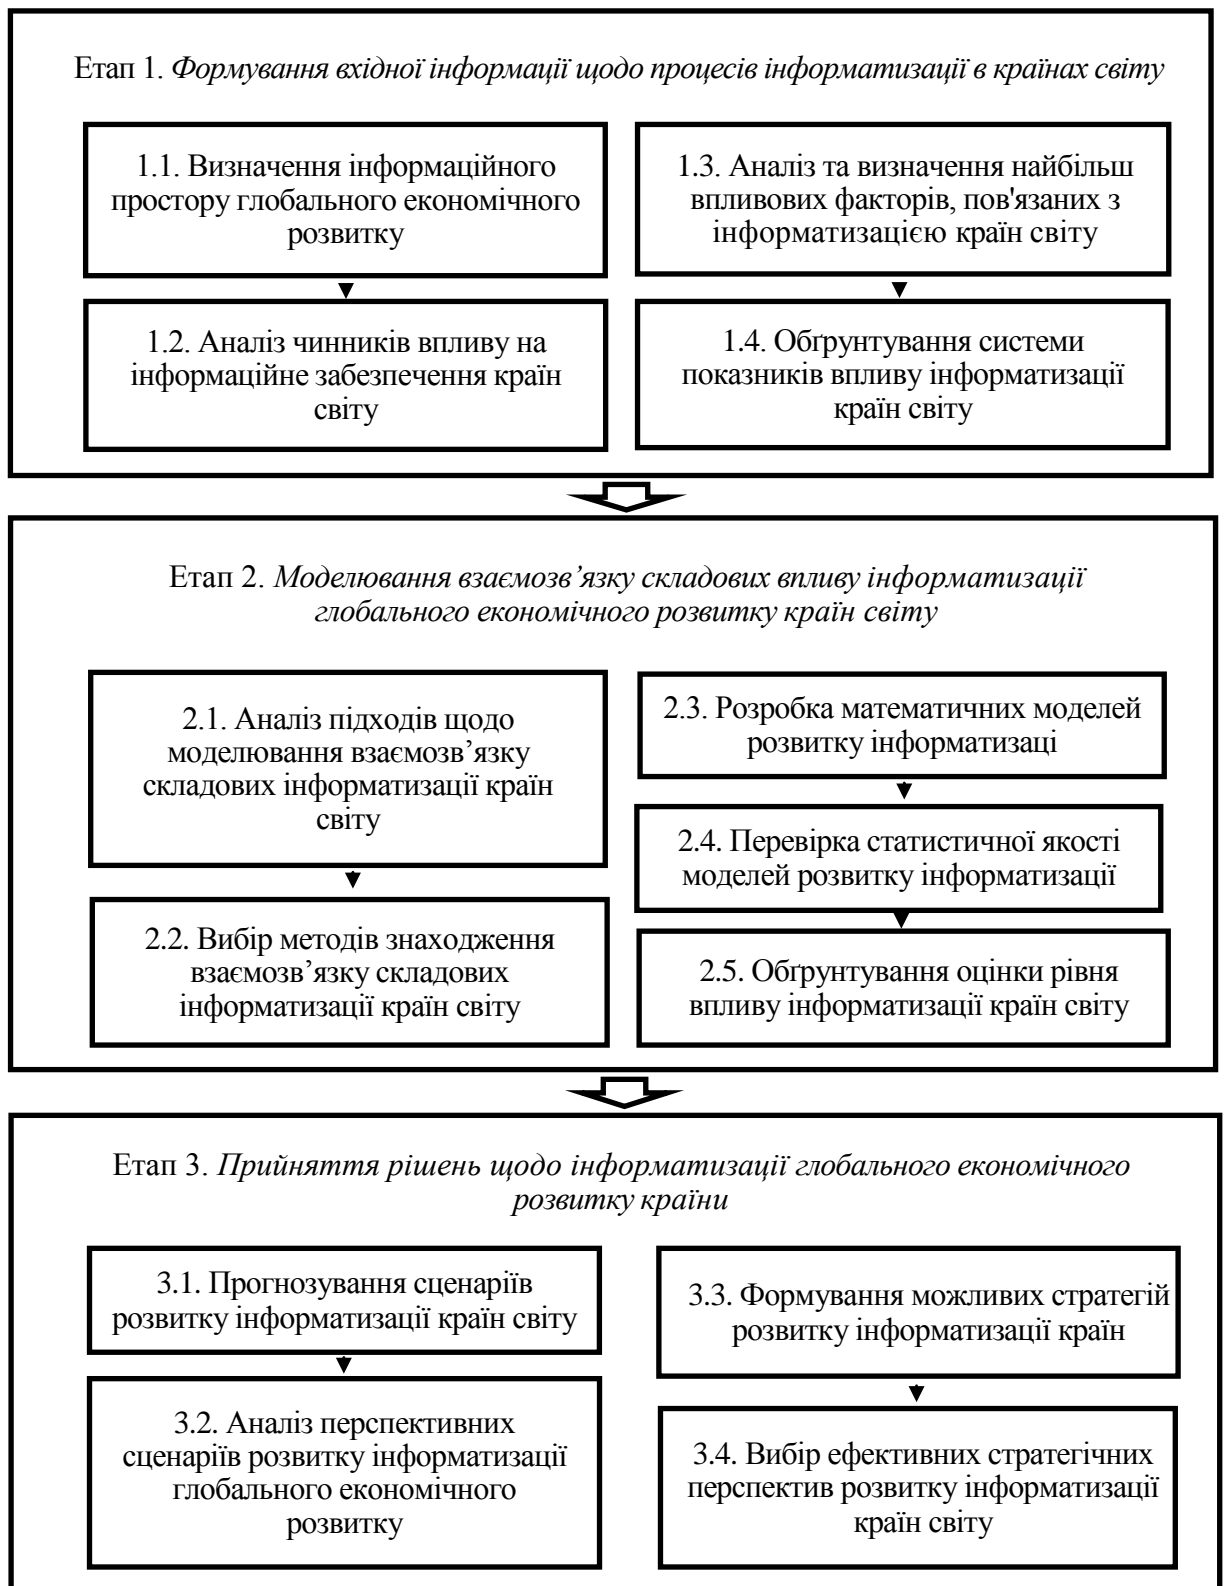 Етап 1. Формування вхідної інформації щодо процесів інформатизації в країнах світу
1.1. Визначення інформаційного
простору глобального економічного
розвитку
1.2. Аналіз чинників впливу на
інформаційне забезпечення країн
світу
1.3. Аналіз та визначення найбільш
впливових факторів, пов'язаних з
інформатизацією країн світу
1.4. Обґрунтування системи
показників впливу інформатизації
країн світу
Етап 2. Моделювання взаємозв’язку складових впливу інформатизації
глобального економічного розвитку країн світу
2.1. Аналіз підходів щодо
моделювання взаємозв’язку
складових інформатизації країн
світу
2.2. Вибір методів знаходження
взаємозв’язку складових
інформатизації країн світу
2.3. Розробка математичних моделей
розвитку інформатизаці
2.4. Перевірка статистичної якості
моделей розвитку інформатизації
2.5. Обґрунтування оцінки рівня
впливу інформатизації країн світу
Етап 3. Прийняття рішень щодо інформатизації глобального економічного
розвитку країни
3.1. Прогнозування сценаріїв
розвитку інформатизації країн світу
3.2. Аналіз перспективних
сценаріїв розвитку інформатизації
глобального економічного
розвитку
3.3. Формування можливих стратегій
розвитку інформатизації країн
3.4. Вибір ефективних стратегічних
перспектив розвитку інформатизації
країн світу